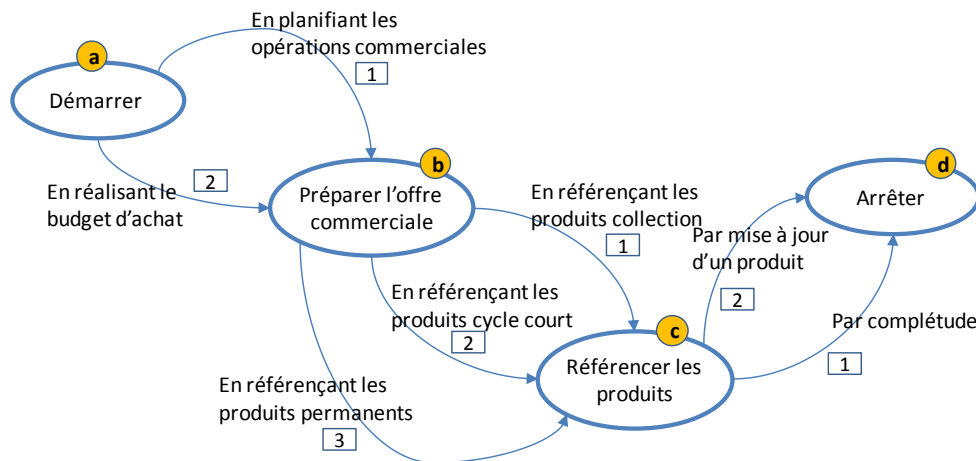 En planifiant les
opérations commerciales
1
a
Démarrer
2
En réalisant le
budget d'achat
b
Préparer l'offre
commerciale
En référençant les
produits collection
1
d
Arrêter
Par mise à jour
d'un produit
2
En référençant les
produits cycle court
2
c
Référencer les
produits
Par complétude
1
En référençant les
produits permanents
3